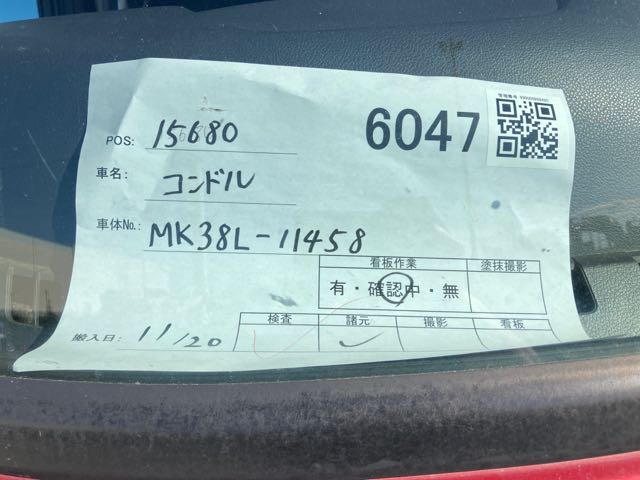 POS: 15680
6047
車名: コンドル
車体No.: MK38L-11458
看板作業 塗抹撮影
有・確認中・無
検査 諸元 撮影 看板
搬入日: 11/20